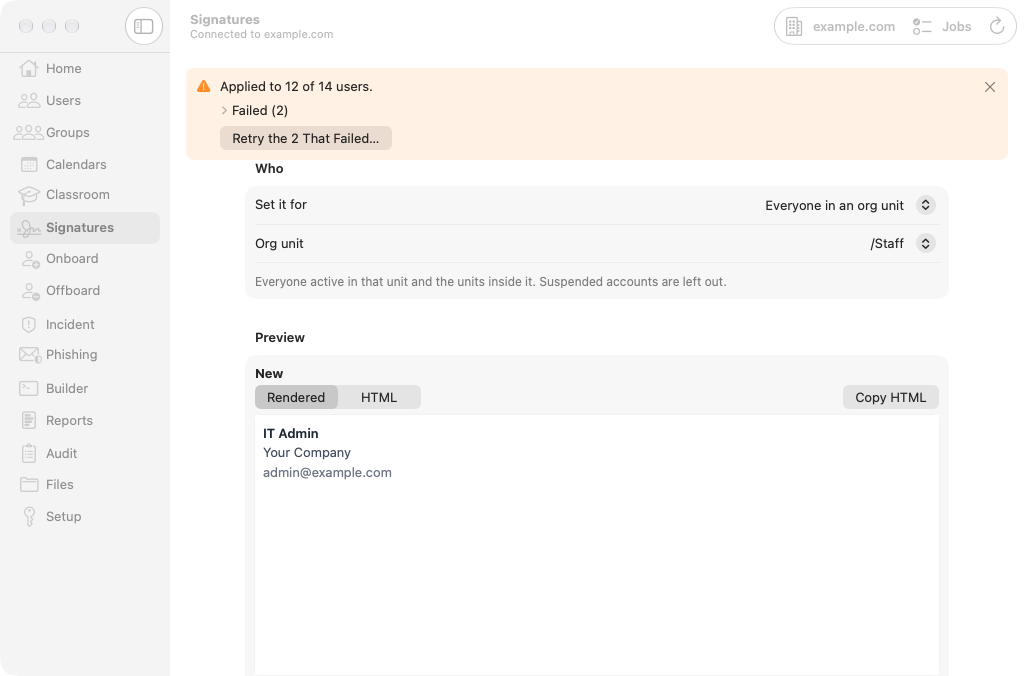 Signatures
Connected to example.com
example.com
Jobs
Home
Users
Groups
Calendars
Classroom
Signatures
Onboard
Offboard
Incident
Phishing
Builder
Reports
Audit
Files
Setup
Applied to 12 of 14 users.
Failed (2)
Retry the 2 That Failed...
Who
Set it for Everyone in an org unit
Org unit /Staff
Everyone active in that unit and the units inside it. Suspended accounts are left out.
Preview
New
Rendered HTML Copy HTML
IT Admin
Your Company
admin@example.com